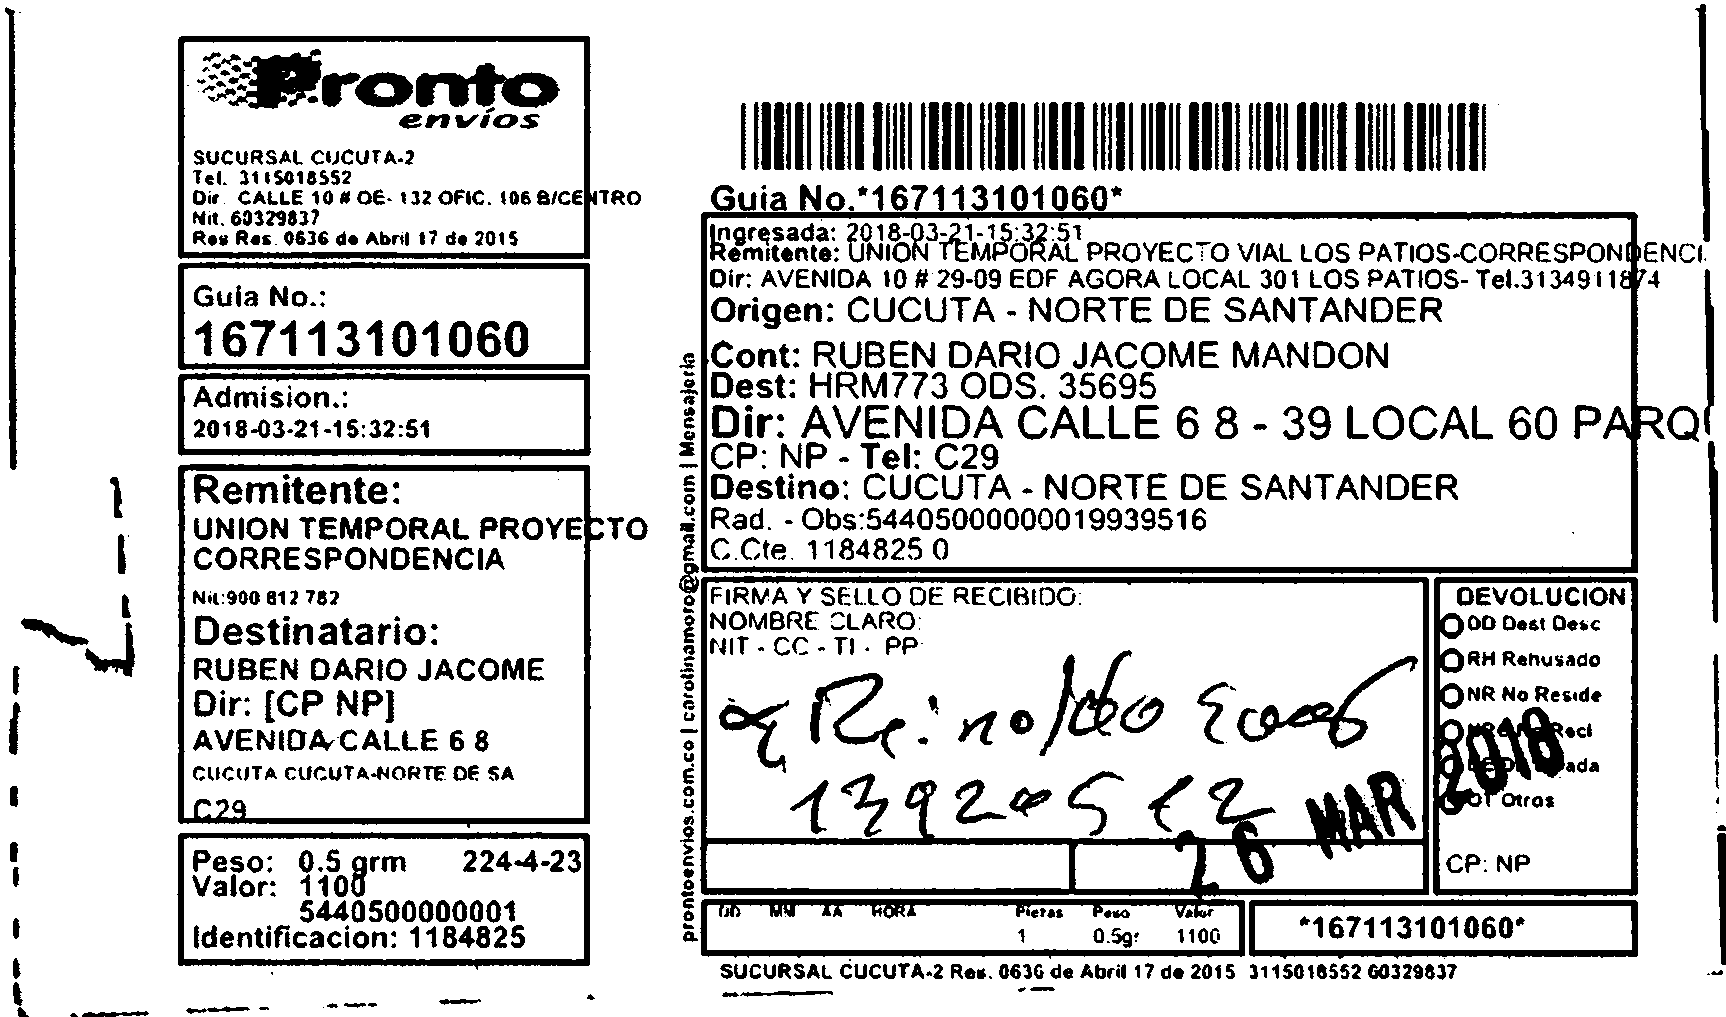 Pronto
envíos
SUCURSAL CUCUTA-2
Tel. 3115018552
Dir. CALLE 10 # OE- 132 OFIC. 106 B/CENTRO
Nit. 60329837
Res Res. 0636 de Abril 17 de 2015
Guia No.:
167113101060
Admision.:
2018-03-21-15:32:51
Remitente:
UNION TEMPORAL PROYECTO
CORRESPONDENCIA
Nit:900 812 782
Destinatario:
RUBEN DARIO JACOME
Dir: [CP NP]
AVENIDA CALLE 6 8
CUCUTA CUCUTA-NORTE DE SA
C29
Peso: 0.5 grm 224-4-23
Valor: 1100
5440500000001
Identificacion: 1184825
prontoenvios.com.co | carolinamoro@gmail.com | Mensajeria
Guia No.*167113101060*
Ingresada: 2018-03-21-15:32:51
Remitente: UNION TEMPORAL PROYECTO VIAL LOS PATIOS-CORRESPONDENCI
Dir: AVENIDA 10 # 29-09 EDF AGORA LOCAL 301 LOS PATIOS- Tel.3134911874
Origen: CUCUTA - NORTE DE SANTANDER
Cont: RUBEN DARIO JACOME MANDON
Dest: HRM773 ODS. 35695
Dir: AVENIDA CALLE 6 8 - 39 LOCAL 60 PARQ
CP: NP - Tel: C29
Destino: CUCUTA - NORTE DE SANTANDER
Rad. - Obs:54405000000019939516
C.Cte. 1184825 0
FIRMA Y SELLO DE RECIBIDO:
NOMBRE CLARO:
NIT - CC - TI - PP
Reinoldo
26 MAR 2018
DEVOLUCION
DD Dest Desc
RH Rehusado
NR No Reside
OT Otros
CP: NP
DD MM AA HORA Piezas Peso Valor
1 0.5gr 1100
*167113101060*
SUCURSAL CUCUTA-2 Res. 0636 de Abril 17 de 2015 3115018552 60329837